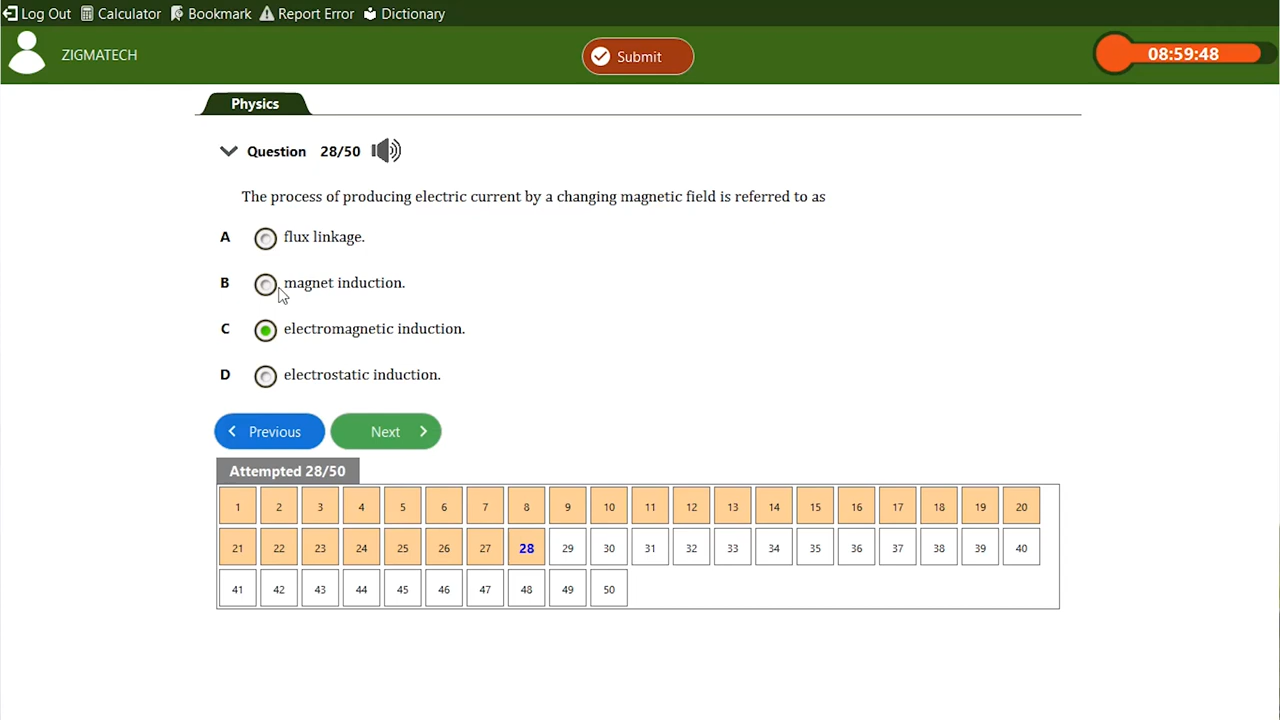 Log Out Calculator Bookmark Report Error Dictionary
ZIGMATECH
Submit
08:59:48
Physics
Question 28/50
The process of producing electric current by a changing magnetic field is referred to as
A flux linkage.
B magnet induction.
C electromagnetic induction.
D electrostatic induction.
Previous Next
Attempted 28/50
1 2 3 4 5 6 7 8 9 10 11 12 13 14 15 16 17 18 19 20
21 22 23 24 25 26 27 28 29 30 31 32 33 34 35 36 37 38 39 40
41 42 43 44 45 46 47 48 49 50